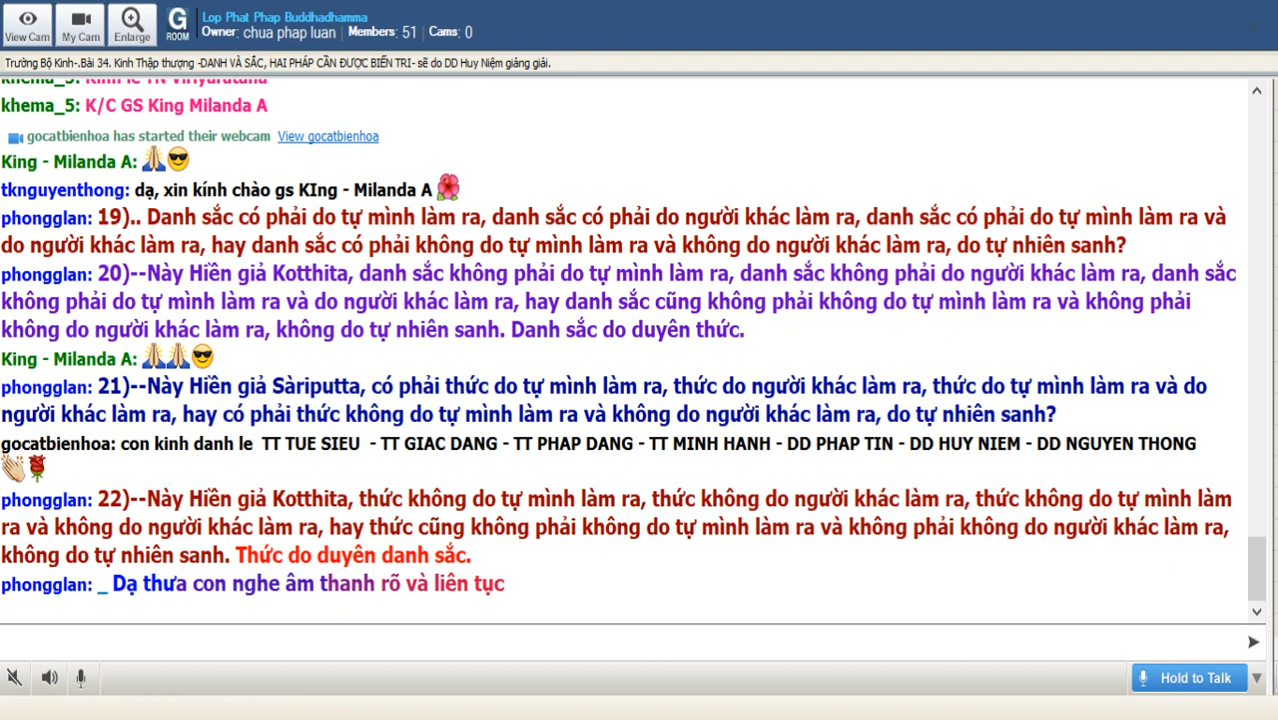 Lop Phat Phap Buddhadhamma
View Cam
My Cam
Enlarge
G
ROOM
Owner: chua phap luan | Members: 51 | Cams: 0
Trường Bộ Kinh-.Bài 34. Kinh Thập thượng -DANH VÀ SẮC, HAI PHÁP CẦN ĐƯỢC BIẾN TRI- sẽ do DD Huy Niệm giảng giải.
khema_5: Kính lễ TN Viriyaratana
khema_5: K/C GS King Milanda A
gocatbienhoa has started their webcam View gocatbienhoa
King - Milanda A:
tknguyenthong: dạ, xin kính chào gs KIng - Milanda A
phongglan: 19).. Danh sắc có phải do tự mình làm ra, danh sắc có phải do người khác làm ra, danh sắc có phải do tự mình làm ra và
do người khác làm ra, hay danh sắc có phải không do tự mình làm ra và không do người khác làm ra, do tự nhiên sanh?
phongglan: 20)--Này Hiền giả Kotthita, danh sắc không phải do tự mình làm ra, danh sắc không phải do người khác làm ra, danh sắc
không phải do tự mình làm ra và do người khác làm ra, hay danh sắc cũng không phải không do tự mình làm ra và không phải
không do người khác làm ra, không do tự nhiên sanh. Danh sắc do duyên thức.
King - Milanda A:
phongglan: 21)--Này Hiền giả Sàriputta, có phải thức do tự mình làm ra, thức do người khác làm ra, thức do tự mình làm ra và do
người khác làm ra, hay có phải thức không do tự mình làm ra và không do người khác làm ra, do tự nhiên sanh?
gocatbienhoa: con kinh danh le TT TUE SIEU - TT GIAC DANG - TT PHAP DANG - TT MINH HANH - DD PHAP TIN - DD HUY NIEM - DD NGUYEN THONG
phongglan: 22)--Này Hiền giả Kotthita, thức không do tự mình làm ra, thức không do người khác làm ra, thức không do tự mình làm
ra và không do người khác làm ra, hay thức cũng không phải không do tự mình làm ra và không phải không do người khác làm ra,
không do tự nhiên sanh. Thức do duyên danh sắc.
phongglan: _ Dạ thưa con nghe âm thanh rõ và liên tục
Hold to Talk